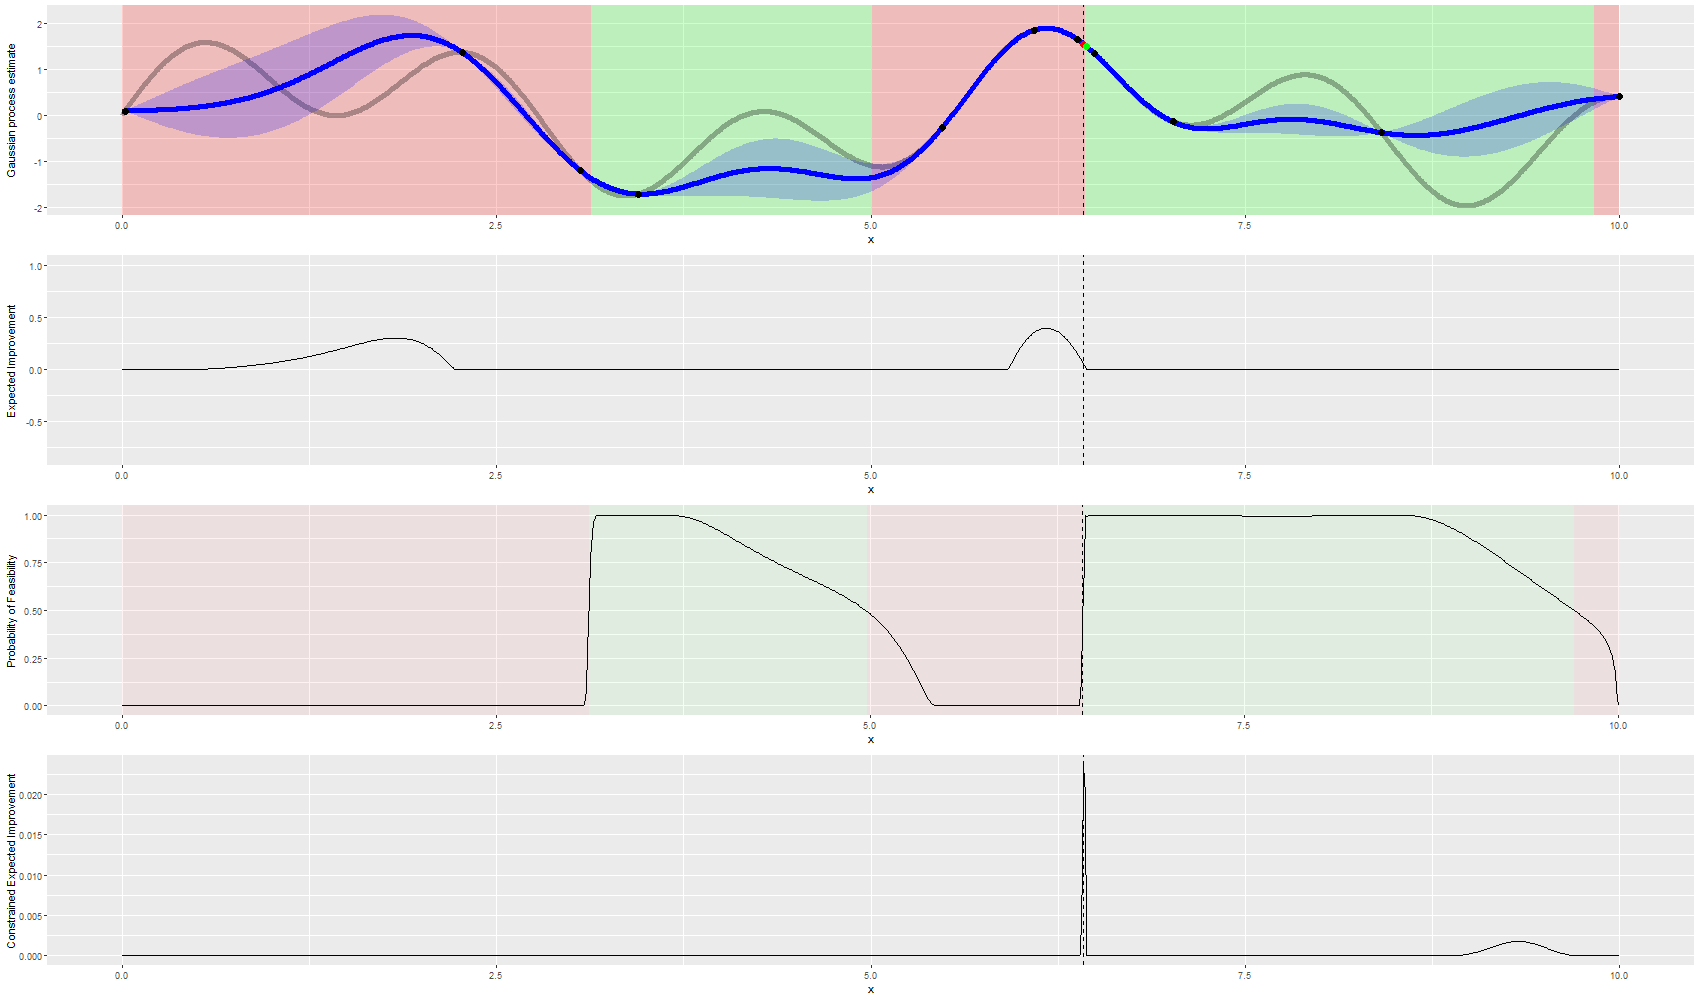 Gaussian process estimate
2
1
0
-1
-2
0.0 2.5 5.0 7.5 10.0
x
Expected Improvement
1.0
0.5
0.0
-0.5
0.0 2.5 5.0 7.5 10.0
x
Probability of Feasibility
1.00
0.75
0.50
0.25
0.00
0.0 2.5 5.0 7.5 10.0
x
Constrained Expected Improvement
0.020
0.015
0.010
0.005
0.000
0.0 2.5 5.0 7.5 10.0
x